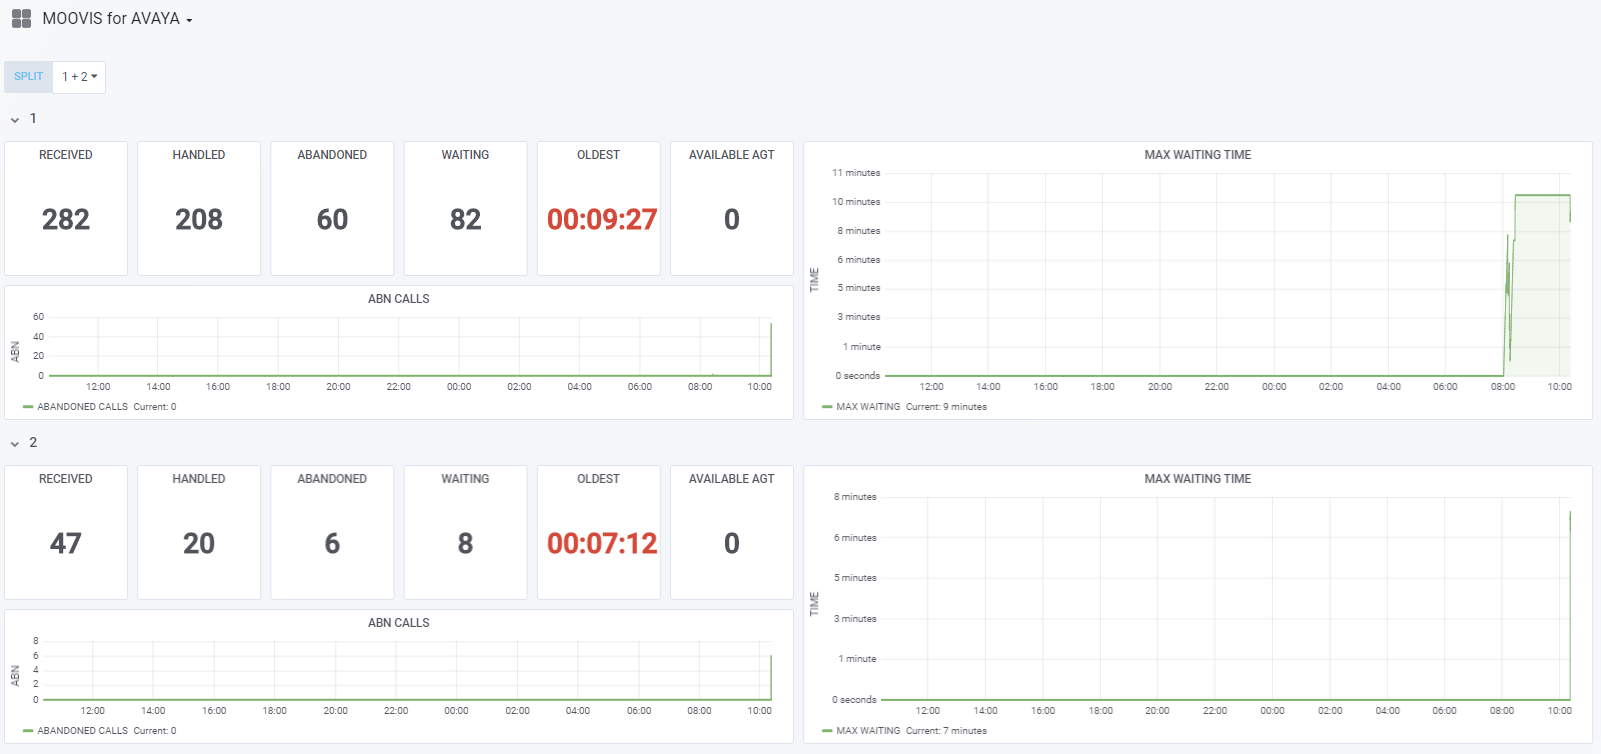 MOOVIS for AVAYA
SPLIT 1 + 2
1
RECEIVED HANDLED ABANDONED WAITING OLDEST AVAILABLE AGT
282 208 60 82 00:09:27 0
ABN CALLS
ABN
60
40
20
0
12:00 14:00 16:00 18:00 20:00 22:00 00:00 02:00 04:00 06:00 08:00 10:00
ABANDONED CALLS Current: 0
MAX WAITING TIME
TIME
11 minutes
10 minutes
8 minutes
6 minutes
5 minutes
3 minutes
1 minute
0 seconds
12:00 14:00 16:00 18:00 20:00 22:00 00:00 02:00 04:00 06:00 08:00 10:00
MAX WAITING Current: 9 minutes
2
RECEIVED HANDLED ABANDONED WAITING OLDEST AVAILABLE AGT
47 20 6 8 00:07:12 0
ABN CALLS
ABN
8
6
4
2
0
12:00 14:00 16:00 18:00 20:00 22:00 00:00 02:00 04:00 06:00 08:00 10:00
ABANDONED CALLS Current: 0
MAX WAITING TIME
TIME
8 minutes
6 minutes
5 minutes
3 minutes
1 minute
0 seconds
12:00 14:00 16:00 18:00 20:00 22:00 00:00 02:00 04:00 06:00 08:00 10:00
MAX WAITING Current: 7 minutes